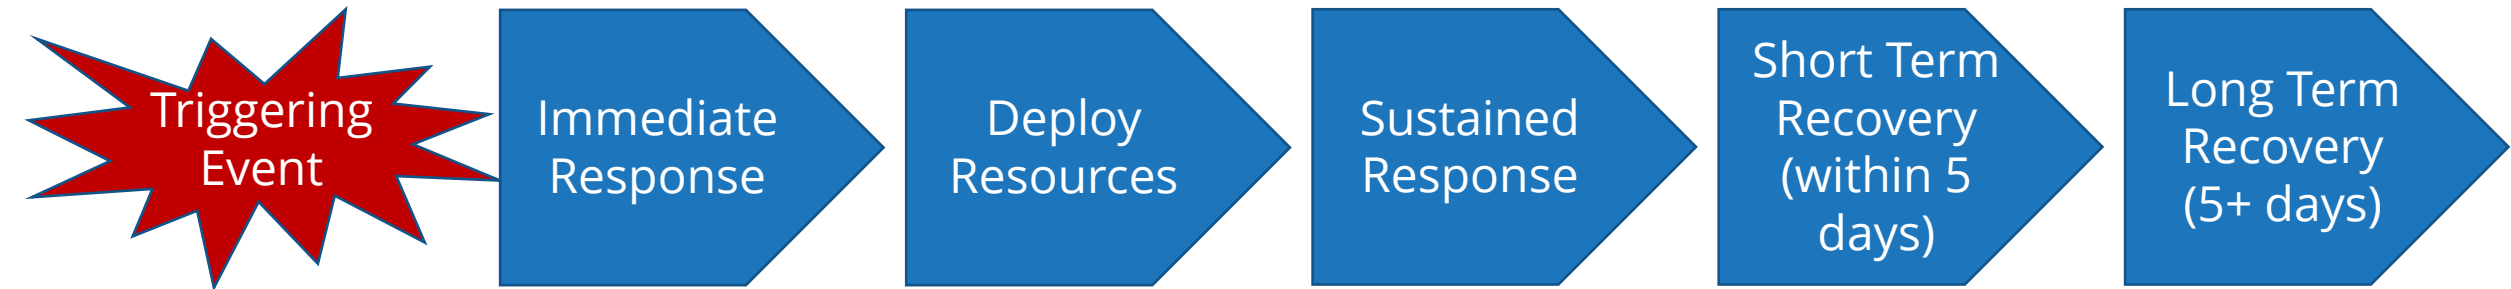 Triggering
Event
Immediate
Response
Deploy
Resources
Sustained
Response
Short Term
Recovery
(within 5
days)
Long Term
Recovery
(5+ days)